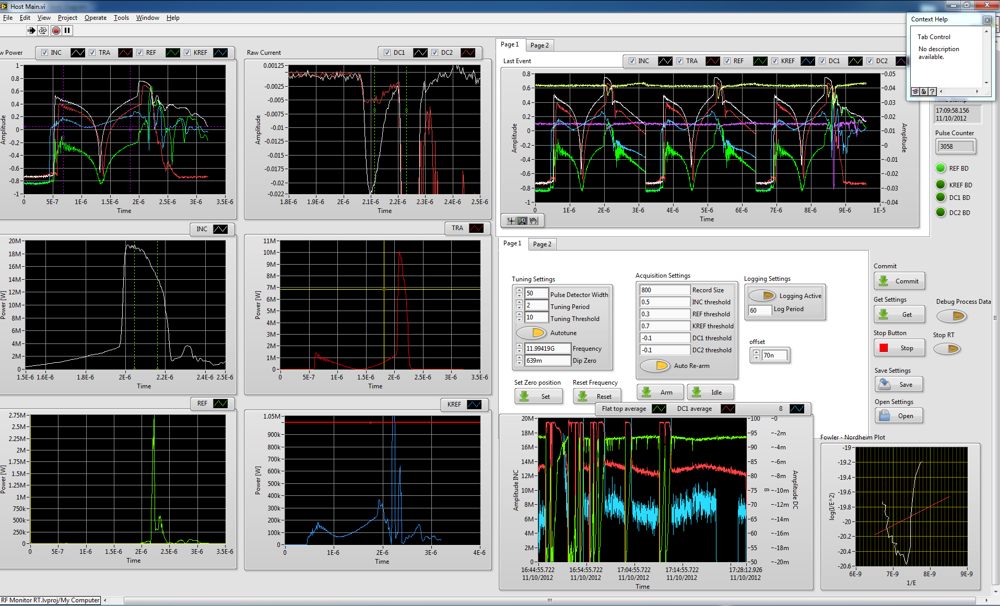 Host Main.vi
File Edit View Project Operate Tools Window Help
Context Help
Tab Control
No description
available.
w Power
INC TRA REF KREF
Amplitude
1
0.8
0.6
0.4
0.2
0
-0.2
-0.4
-0.6
-0.8
-1
0 5E-7 1E-6 1.5E-6 2E-6 2.5E-6 3E-6 3.5E-6
Time
Raw Current
DC1 DC2
Amplitude
0.00125
-0.0025
-0.005
-0.0075
-0.01
-0.0125
-0.015
-0.0175
-0.02
-0.022
1.8E-6 1.9E-6 2E-6 2.1E-6 2.2E-6 2.3E-6 2.4E-6 2.5E-6
Time
Page 1 Page 2
Last Event
INC TRA REF KREF DC1 DC2
Amplitude
0.8
0.6
0.4
0.2
0
-0.2
-0.4
-0.6
-0.8
-1
0.05
0.04
0.03
0.02
0.01
0
-0.01
-0.02
-0.03
-0.04
Amplitude
0 1E-6 2E-6 3E-6 4E-6 5E-6 6E-6 7E-6 8E-6 9E-6 1E-5
Time
17:09:58.156
11/10/2012
Pulse Counter
3058
REF BD
KREF BD
DC1 BD
DC2 BD
INC
Power [W]
20M
18M
16M
14M
12M
10M
8M
6M
4M
2M
0
1.5E-6 1.6E-6 1.8E-6 2E-6 2.2E-6 2.4E-6 2.5E-6
Time
TRA
Power [W]
11M
10M
9M
8M
7M
6M
5M
4M
3M
2M
1M
0
0 5E-7 1E-6 1.5E-6 2E-6 2.5E-6 3E-6 3.5E-6
Time
Page 1 Page 2
Tuning Settings
50 Pulse Detector Width
2 Tuning Period
10 Tuning Threshold
Autotune
11.99419G Frequency
639m Dip Zero
Set Zero position
Set
Reset Frequency
Reset
Acquisition Settings
800 Record Size
0.5 INC threshold
0.3 REF threshold
0.7 KREF threshold
-0.1 DC1 threshold
-0.1 DC2 threshold
Auto Re-arm
Arm Idle
Logging Settings
Logging Active
60 Log Period
offset
70n
Commit
Commit
Get Settings
Get
Debug Process Data
Stop Button
Stop
Stop RT
Save Settings
Save
Open Settings
Open
REF
Power [W]
2.75M
2.5M
2.25M
2M
1.75M
1.5M
1.25M
1M
750k
500k
250k
0
0 5E-7 1E-6 1.5E-6 2E-6 2.5E-6 3E-6 3.5E-6
Time
KREF
Power [W]
1.05M
900k
800k
700k
600k
500k
400k
300k
200k
100k
0
0 1E-6 2E-6 3E-6 4E-6
Time
Flat top average DC1 average ß
Amplitude INC
20M
18M
16M
14M
12M
10M
8M
6M
4M
2M
0
100
95
90
85
80
75
70
65
60
55
50
ß
-0
-2m
-4m
-6m
-8m
-10m
-12m
-14m
-16m
-18m
-20m
Amplitude DC
16:44:55.722 16:54:55.722 17:04:55.722 17:14:55.722 17:28:12.926
11/10/2012 11/10/2012 11/10/2012 11/10/2012 11/10/2012
Time
Fowler - Nordheim Plot
log(I/E^2)
-19
-19.2
-19.4
-19.6
-19.8
-20
-20.2
-20.4
-20.6
6E-9 7E-9 8E-9 9E-9
1/E
RF Monitor RT.lvproj/My Computer